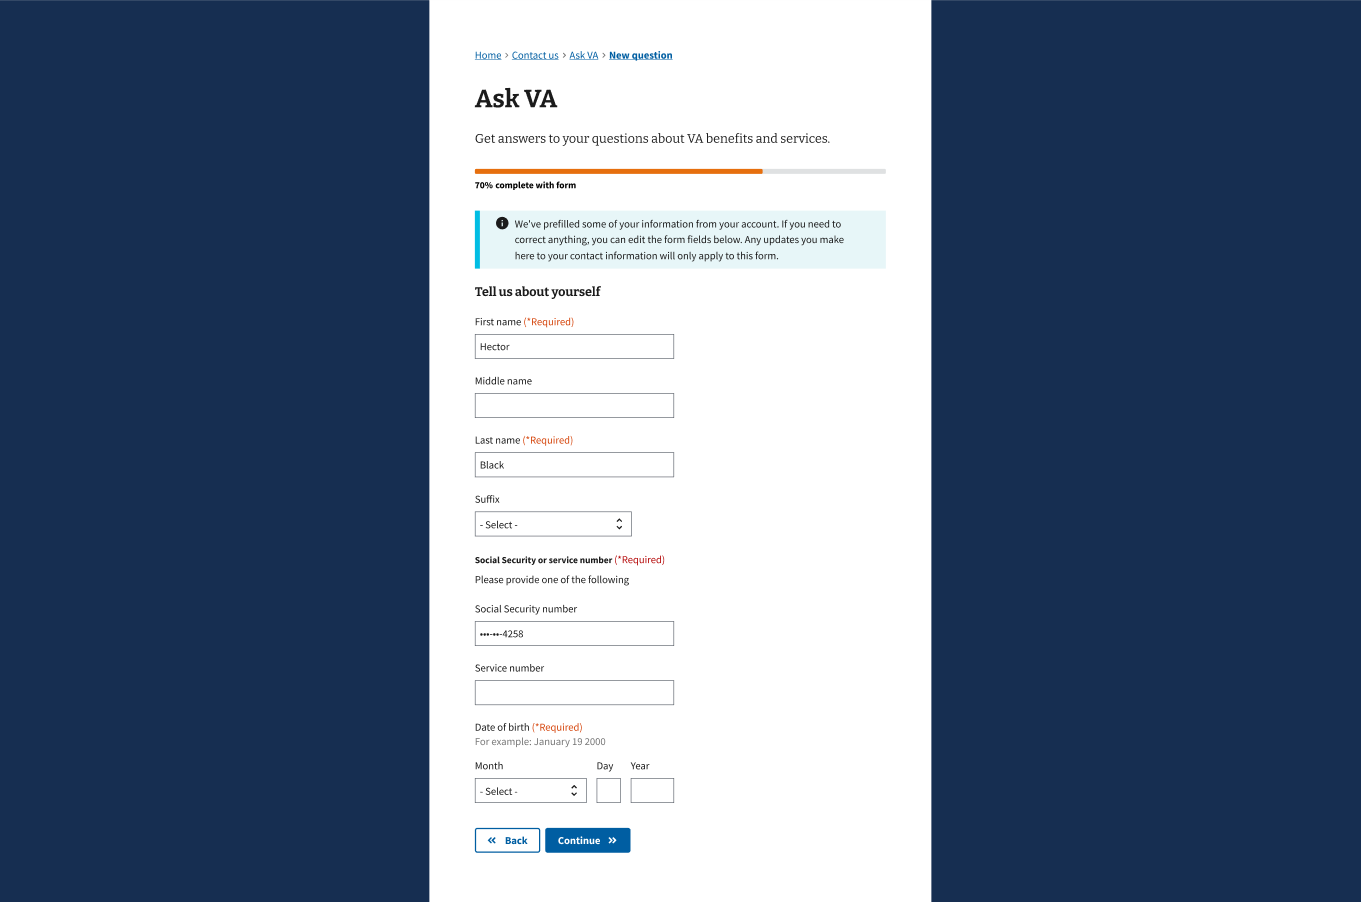 Home > Contact us > Ask VA > New question
Ask VA
Get answers to your questions about VA benefits and services.
70% complete with form
We've prefilled some of your information from your account. If you need to
correct anything, you can edit the form fields below. Any updates you make
here to your contact information will only apply to this form.
Tell us about yourself
First name (*Required)
Hector
Middle name
Last name (*Required)
Black
Suffix
- Select -
Social Security or service number (*Required)
Please provide one of the following
Social Security number
•••-••-4258
Service number
Date of birth (*Required)
For example: January 19 2000
Month Day Year
- Select -
Back Continue